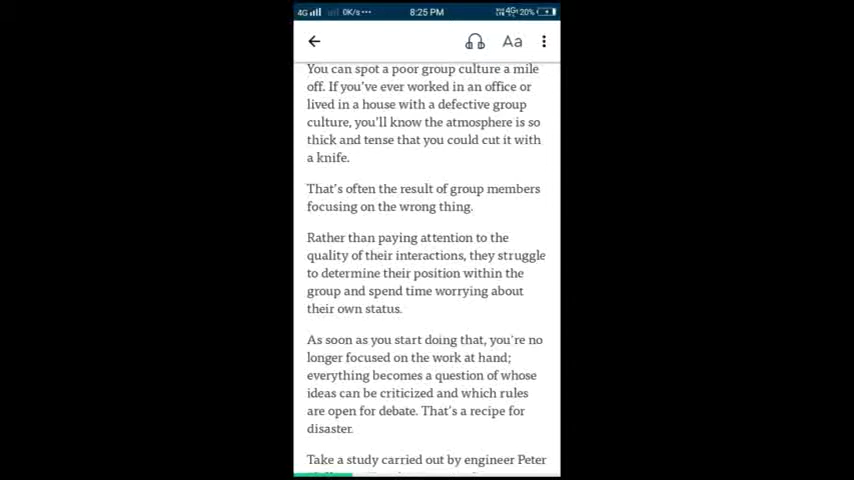 4G 0K/s ••• 8:25 PM 4G 20%
Aa
You can spot a poor group culture a mile
off. If you've ever worked in an office or
lived in a house with a defective group
culture, you'll know the atmosphere is so
thick and tense that you could cut it with
a knife.
That's often the result of group members
focusing on the wrong thing.
Rather than paying attention to the
quality of their interactions, they struggle
to determine their position within the
group and spend time worrying about
their own status.
As soon as you start doing that, you're no
longer focused on the work at hand;
everything becomes a question of whose
ideas can be criticized and which rules
are open for debate. That's a recipe for
disaster.
Take a study carried out by engineer Peter